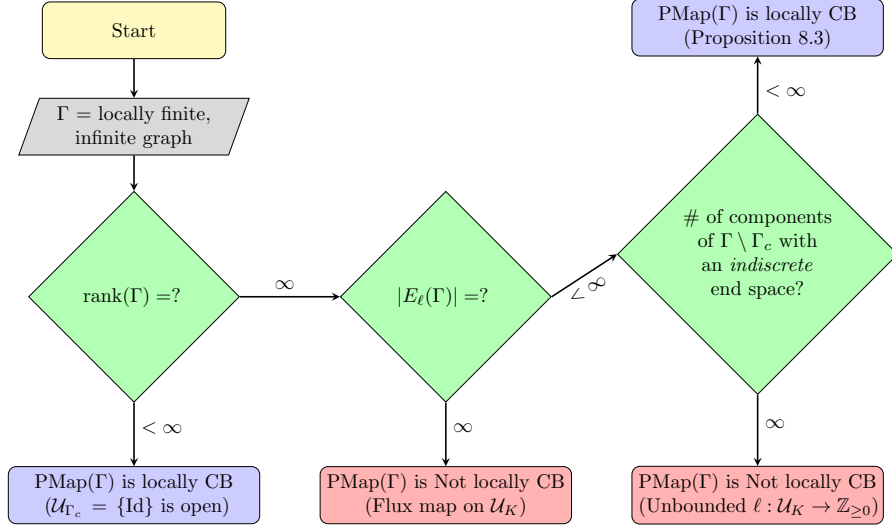 Start
Γ = locally finite,
infinite graph
rank(Γ) =?
∞
< ∞
PMap(Γ) is locally CB
(𝒰_{Γ_c} = {Id} is open)
|E_ℓ(Γ)| =?
< ∞
∞
PMap(Γ) is Not locally CB
(Flux map on 𝒰_K)
# of components
of Γ \ Γ_c with
an indiscrete
end space?
< ∞
PMap(Γ) is locally CB
(Proposition 8.3)
∞
PMap(Γ) is Not locally CB
(Unbounded ℓ : 𝒰_K → ℤ_{≥0})